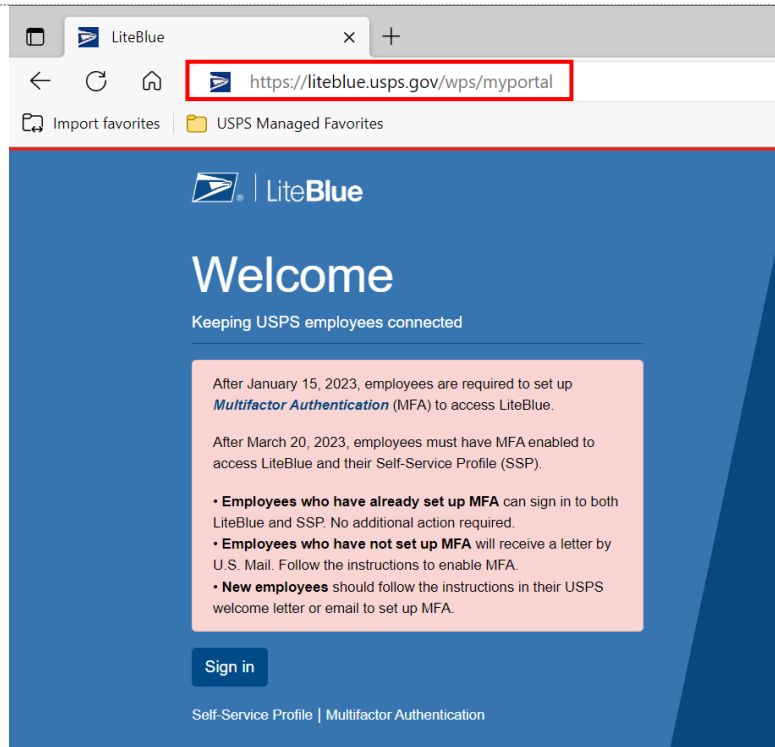 LiteBlue
https://liteblue.usps.gov/wps/myportal
Import favorites
USPS Managed Favorites
LiteBlue
Welcome
Keeping USPS employees connected
After January 15, 2023, employees are required to set up
Multifactor Authentication (MFA) to access LiteBlue.
After March 20, 2023, employees must have MFA enabled to
access LiteBlue and their Self-Service Profile (SSP).
• Employees who have already set up MFA can sign in to both
LiteBlue and SSP. No additional action required.
• Employees who have not set up MFA will receive a letter by
U.S. Mail. Follow the instructions to enable MFA.
• New employees should follow the instructions in their USPS
welcome letter or email to set up MFA.
Sign in
Self-Service Profile | Multifactor Authentication